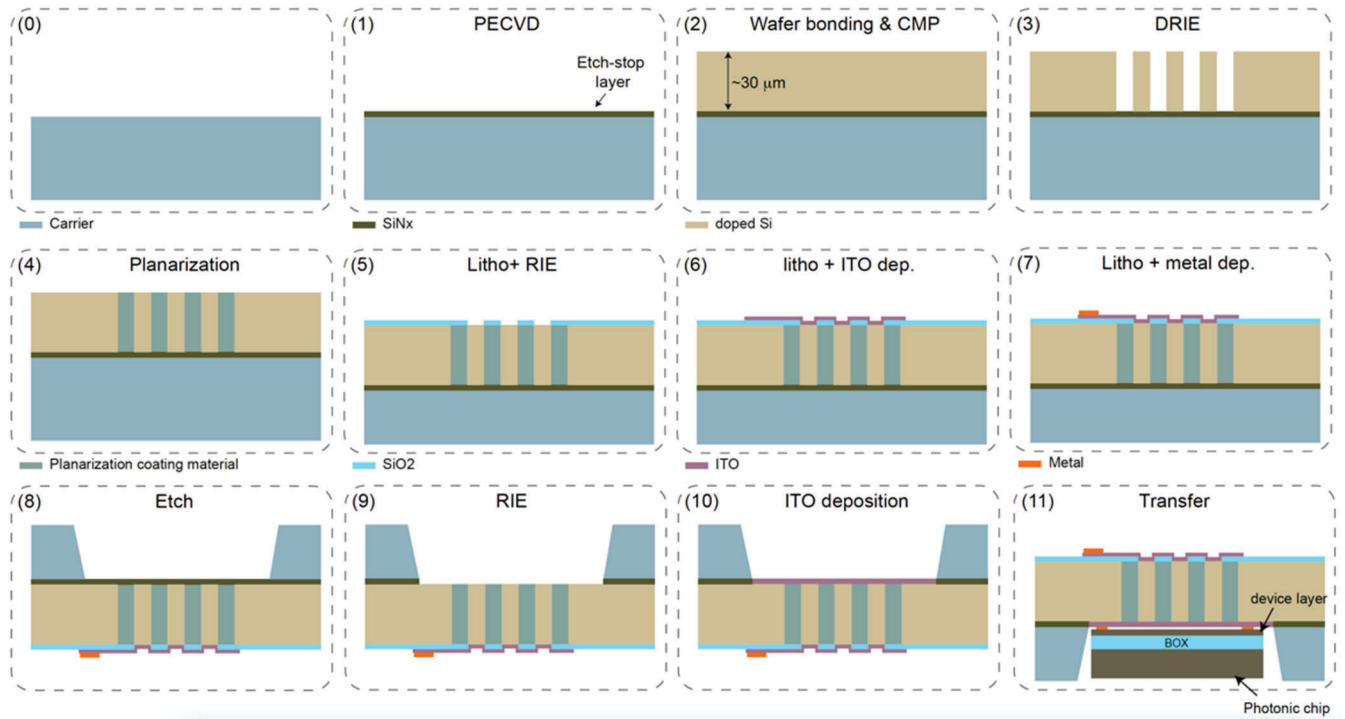 (0)
(1) PECVD
Etch-stop
layer
(2) Wafer bonding & CMP
~30 μm
(3) DRIE
Carrier
SiNx
doped Si
(4) Planarization
(5) Litho+ RIE
(6) litho + ITO dep.
(7) Litho + metal dep.
Planarization coating material
SiO2
ITO
Metal
(8) Etch
(9) RIE
(10) ITO deposition
(11) Transfer
device layer
BOX
Photonic chip